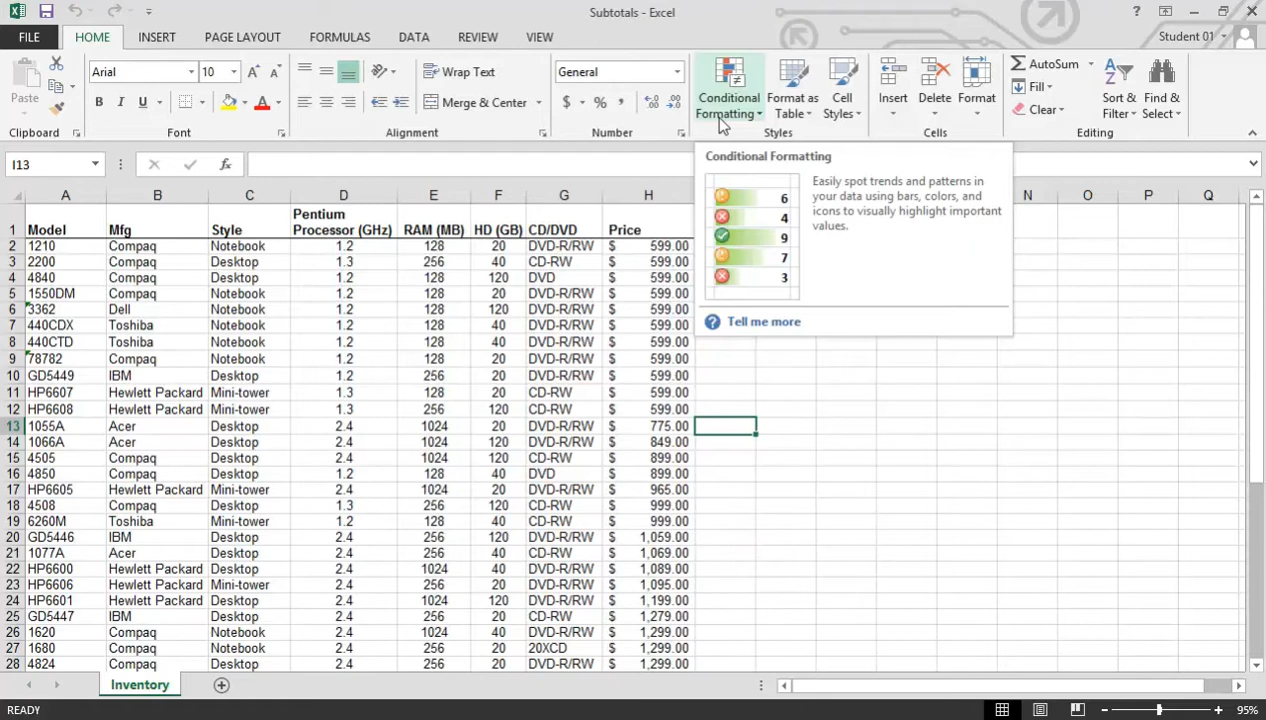 Subtotals - Excel
?
FILE HOME INSERT PAGE LAYOUT FORMULAS DATA REVIEW VIEW Student 01
Paste
Arial 10
Wrap Text
General
Conditional Formatting
Format as Table
Cell Styles
Insert Delete Format
AutoSum
Fill
Clear
Sort & Filter
Find & Select
B I U
Merge & Center
$ % ,
Clipboard Font Alignment Number Styles Cells Editing
I13 fx
Conditional Formatting
Easily spot trends and patterns in
your data using bars, colors, and
icons to visually highlight important
values.
6
4
9
7
3
? Tell me more
A B C D E F G H N O P Q
1 Model Mfg Style Pentium Processor (GHz) RAM (MB) HD (GB) CD/DVD Price
2 1210 Compaq Notebook 1.2 128 20 DVD-R/RW $ 599.00
3 2200 Compaq Desktop 1.3 256 40 CD-RW $ 599.00
4 4840 Compaq Desktop 1.2 128 120 DVD $ 599.00
5 1550DM Compaq Notebook 1.2 128 20 DVD-R/RW $ 599.00
6 3362 Dell Notebook 1.2 128 120 DVD-R/RW $ 599.00
7 440CDX Toshiba Notebook 1.2 128 40 DVD-R/RW $ 599.00
8 440CTD Toshiba Notebook 1.2 128 40 DVD-R/RW $ 599.00
9 78782 Compaq Notebook 1.2 128 20 DVD-R/RW $ 599.00
10 GD5449 IBM Desktop 1.2 256 20 DVD-R/RW $ 599.00
11 HP6607 Hewlett Packard Mini-tower 1.3 128 20 CD-RW $ 599.00
12 HP6608 Hewlett Packard Mini-tower 1.3 256 120 CD-RW $ 599.00
13 1055A Acer Desktop 2.4 1024 20 DVD-R/RW $ 775.00
14 1066A Acer Desktop 2.4 1024 120 DVD-R/RW $ 849.00
15 4505 Compaq Desktop 2.4 1024 120 CD-RW $ 899.00
16 4850 Compaq Desktop 1.2 128 40 DVD $ 899.00
17 HP6605 Hewlett Packard Mini-tower 2.4 1024 20 DVD-R/RW $ 965.00
18 4508 Compaq Desktop 1.3 256 120 CD-RW $ 999.00
19 6260M Toshiba Mini-tower 1.2 128 40 CD-RW $ 999.00
20 GD5446 IBM Desktop 2.4 256 120 DVD-R/RW $ 1,059.00
21 1077A Acer Desktop 2.4 256 40 CD-RW $ 1,069.00
22 HP6600 Hewlett Packard Desktop 2.4 1024 40 DVD-R/RW $ 1,089.00
23 HP6606 Hewlett Packard Mini-tower 2.4 256 20 DVD-R/RW $ 1,095.00
24 HP6601 Hewlett Packard Desktop 2.4 1024 120 DVD-R/RW $ 1,199.00
25 GD5447 IBM Desktop 2.4 256 20 CD-RW $ 1,279.00
26 1620 Compaq Notebook 2.4 1024 40 DVD-R/RW $ 1,299.00
27 1680 Compaq Notebook 2.4 256 20 20XCD $ 1,299.00
28 4824 Compaq Desktop 2.4 256 20 DVD-R/RW $ 1,299.00
Inventory
READY 95%